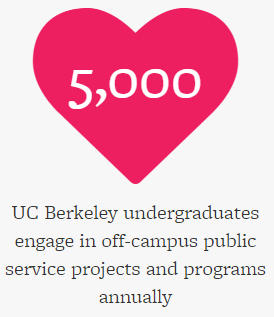 5,000
UC Berkeley undergraduates
engage in off-campus public
service projects and programs
annually